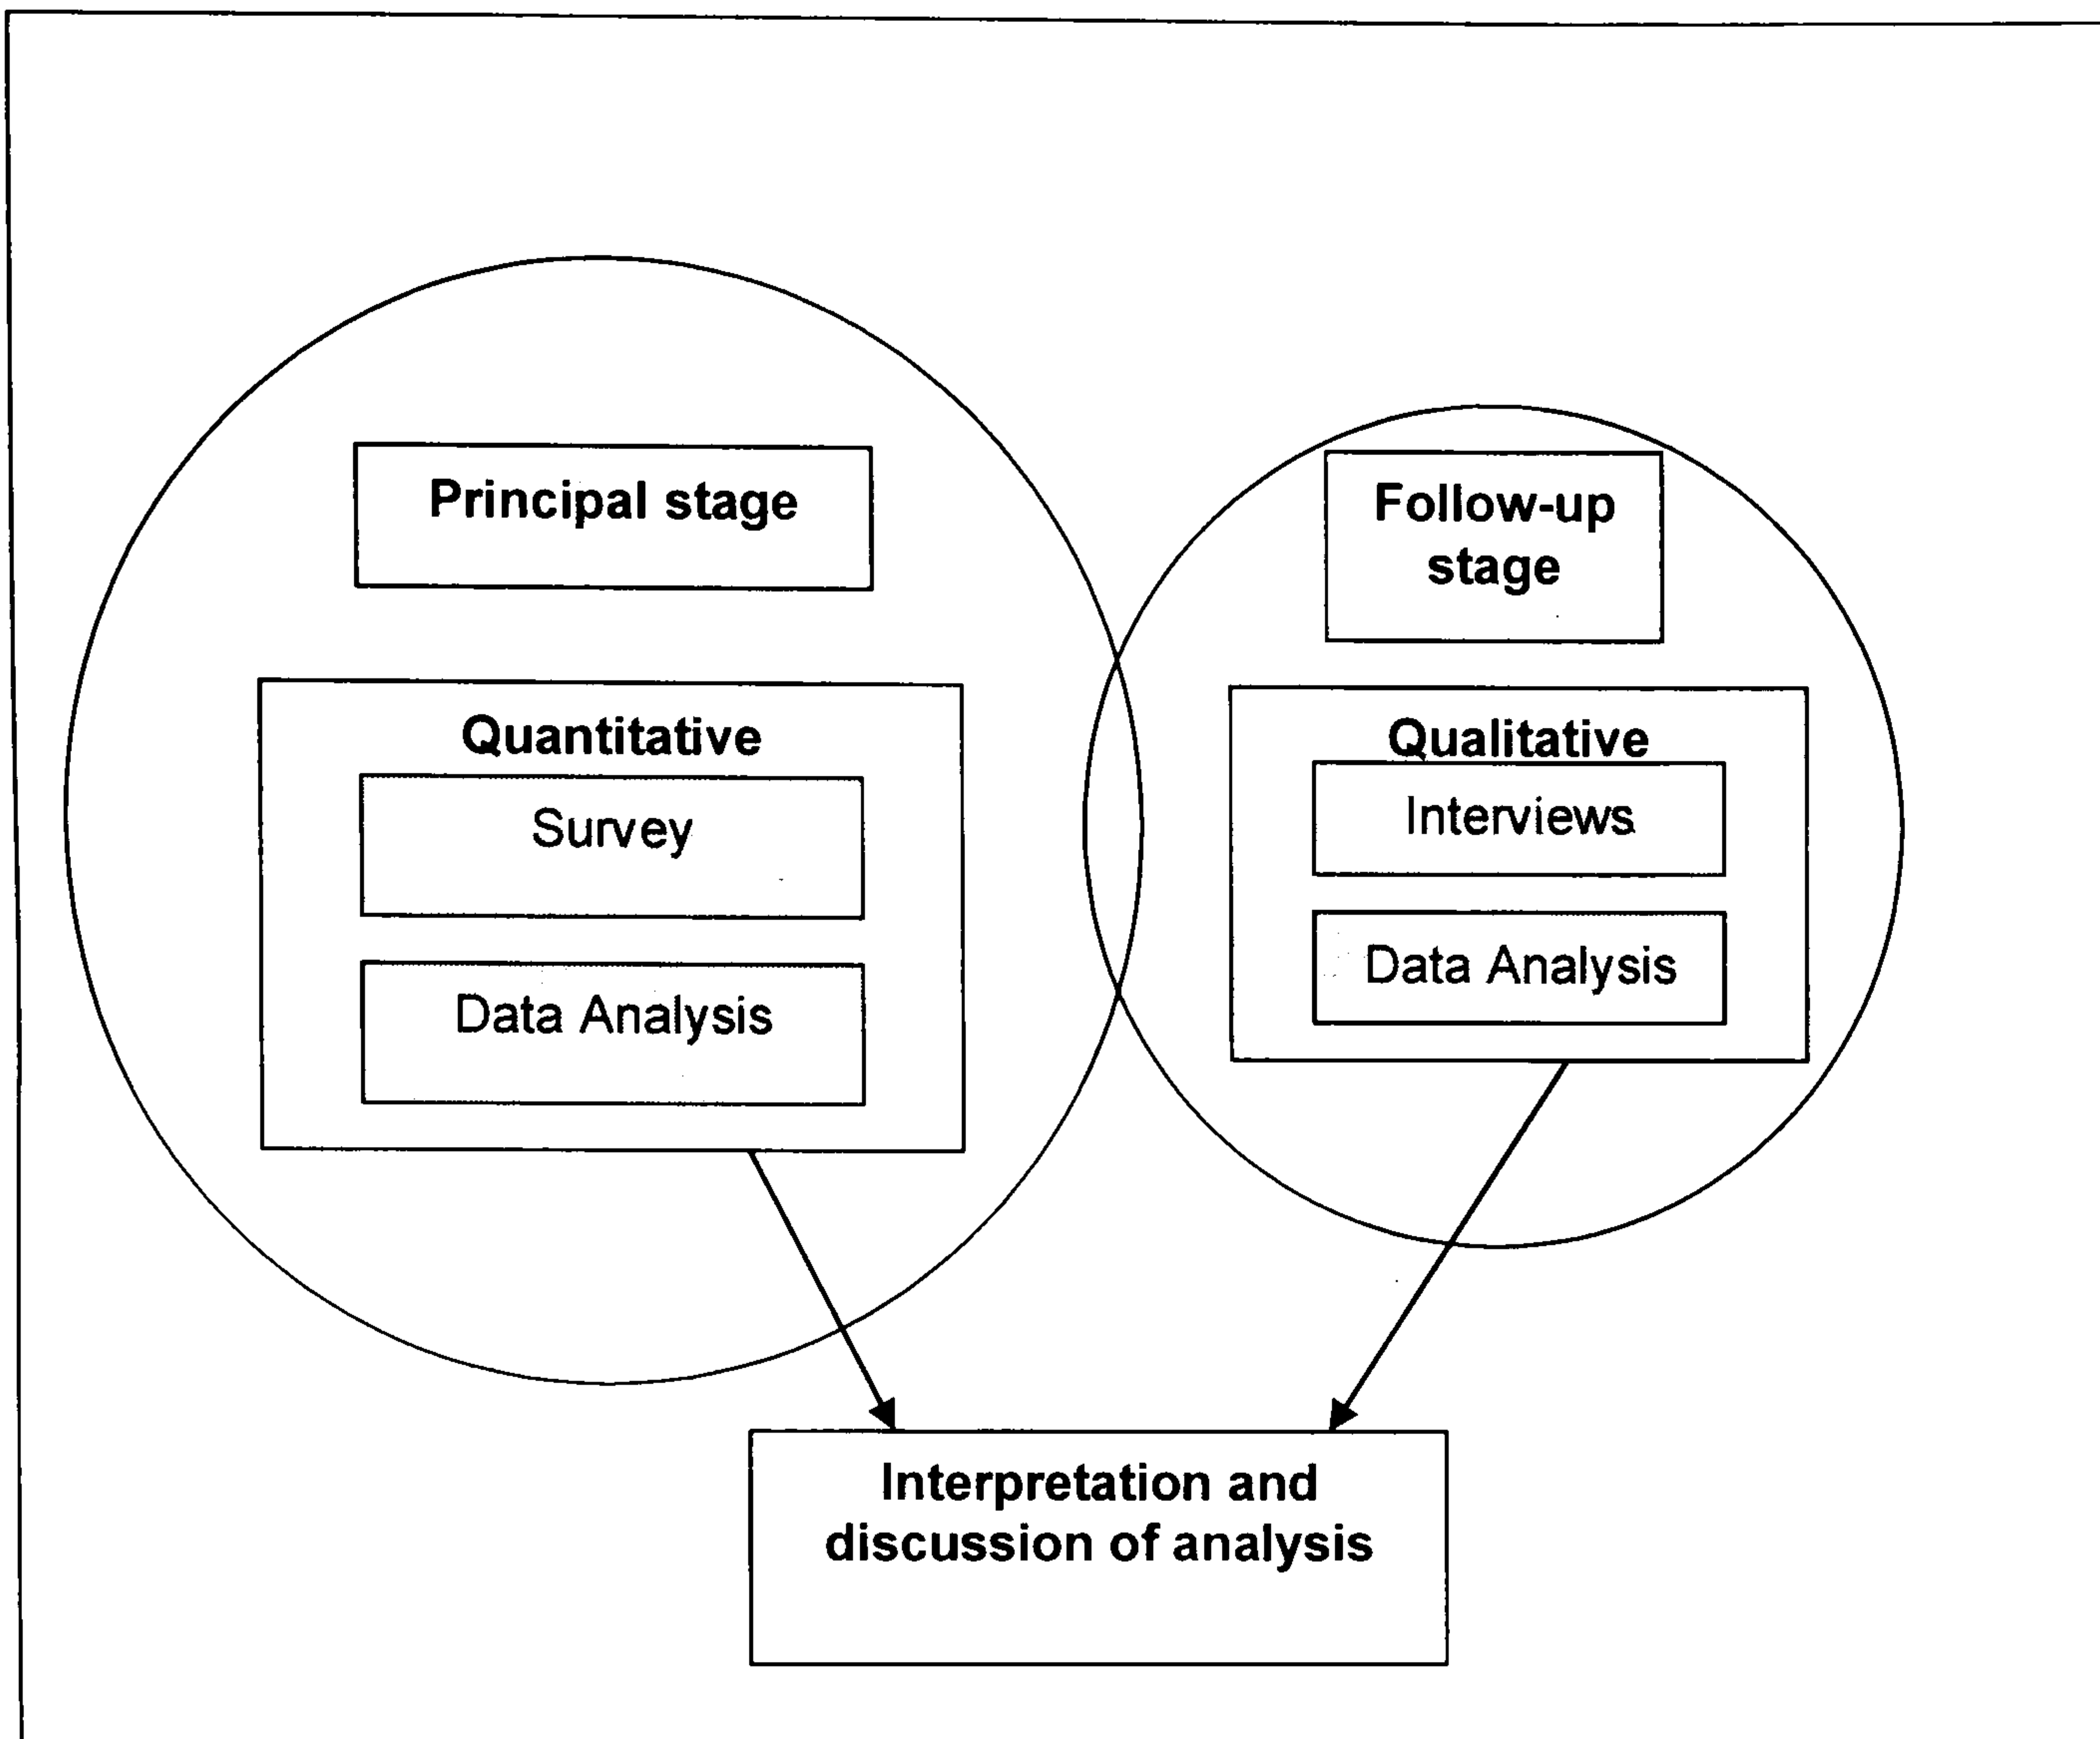 Principal stage
Quantitative
Survey
Data Analysis
Follow-up
stage
Qualitative
Interviews
Data Analysis
Interpretation and
discussion of analysis